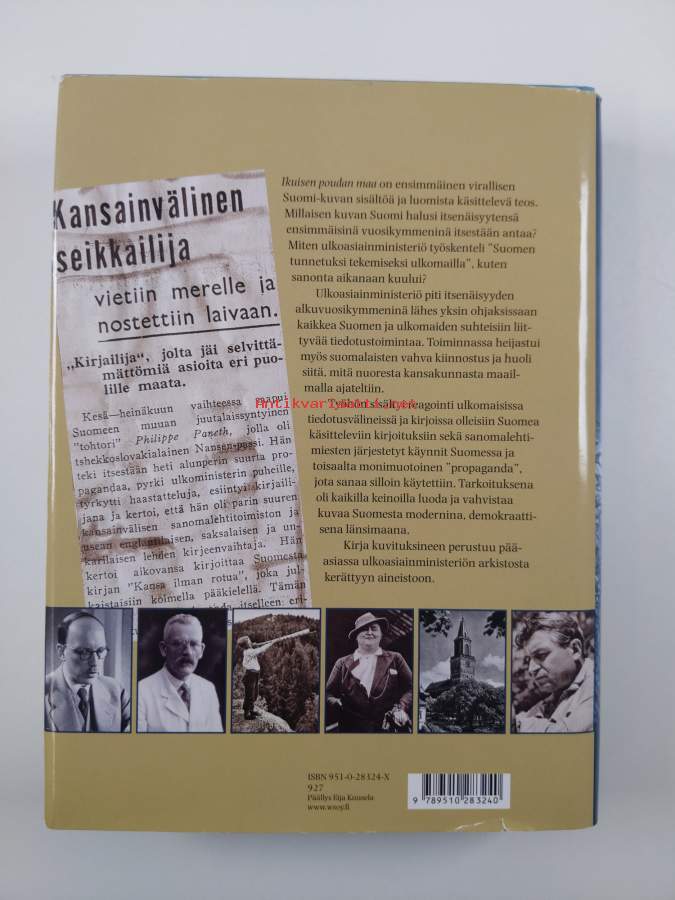 Kansainvälinen
seikkailija
vietiin merelle ja
nostettiin laivaan.
„Kirjailija“, jolta jäi selvittä-
mättömiä asioita eri puo-
lille maata.
Kesä—heinäkuun vaihteessa saapui
Suomeen muuan juutalaissyntyinen
"tohtori" Philippe Paneth, jolla oli
tshekkoslovakialainen Nansen-passi. Hän
teki itsestään heti alunperin suurta pro-
pagandaa, pyrki ulkoministerin puheille,
tyrkytti haastatteluja, esiintyi kirjaili-
jana ja kertoi, että hän oli parin suuren
kansainvälisen sanomalehtitoimiston ja
usean englannilaisen, saksalaisen ja un-
karilaisen lehden kirjeenvaihtaja. Hän
kertoi aikovansa kirjoittaa Suomesta
kirjan "Kansa ilman rotua", joka jul-
kaistaisiin kolmella pääkielellä. Tämän
itselleen eri-
Ikuisen poudan maa on ensimmäinen virallisen
Suomi-kuvan sisältöä ja luomista käsittelevä teos.
Millaisen kuvan Suomi halusi itsenäisyytensä
ensimmäisinä vuosikymmeninä itsestään antaa?
Miten ulkoasiainministeriö työskenteli ”Suomen
tunnetuksi tekemiseksi ulkomailla”, kuten
sanonta aikanaan kuului?
Ulkoasiainministeriö piti itsenäisyyden
alkuvuosikymmeninä lähes yksin ohjaksissaan
kaikkea Suomen ja ulkomaiden suhteisiin liit-
tyvää tiedotustoimintaa. Toiminnassa heijastui
myös suomalaisten vahva kiinnostus ja huoli
siitä, mitä nuoresta kansakunnasta maail-
malla ajateltiin.
Antikvariaatit.net
Työhön sisältyi reagointi ulkomaisissa
tiedotusvälineissä ja kirjoissa olleisiin Suomea
käsitteleviin kirjoituksiin sekä sanomalehti-
miesten järjestetyt käynnit Suomessa ja
toisaalta monimuotoinen ”propaganda”,
jota sanaa silloin käytettiin. Tarkoituksena
oli kaikilla keinoilla luoda ja vahvistaa
kuvaa Suomesta modernina, demokraatti-
sena länsimaana.
Kirja kuvituksineen perustuu pää-
asiassa ulkoasiainministeriön arkistosta
kerättyyn aineistoon.
ISBN 951-0-28324-X
927
Päällys Eija Kuusela
www.wsoy.fi
9 789510 283240